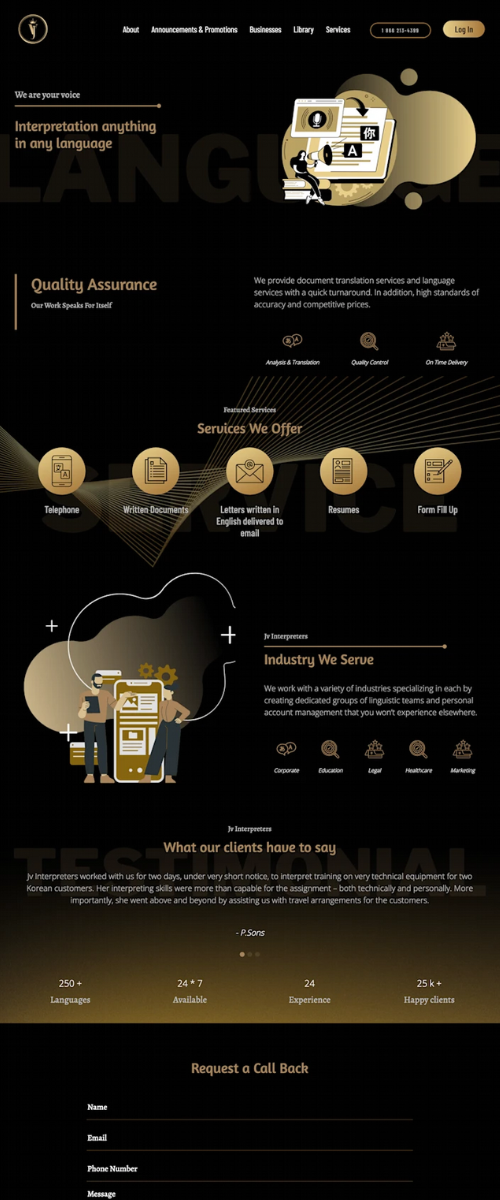 About
Announcements & Promotions
Businesses
Library
Services
1 888 213-4399
Log In
LANGUAGE
We are your voice
Interpretation anything
in any language
你
A
Quality Assurance
Our Work Speaks For Itself
We provide document translation services and language
services with a quick turnaround. In addition, high standards of
accuracy and competitive prices.
Analysis & Translation
Quality Control
On Time Delivery
Featured Services
Services We Offer
SERVICE
Telephone
Written Documents
Letters written in
English delivered to
email
Resumes
Form Fill Up
Jv Interpreters
Industry We Serve
We work with a variety of industries specializing in each by
creating dedicated groups of linguistic teams and personal
account management that you won't experience elsewhere.
Corporate
Education
Legal
Healthcare
Marketing
Jv Interpreters
What our clients have to say
TESTIMONIAL
Jv Interpreters worked with us for two days, under very short notice, to interpret training on very technical equipment for two
Korean customers. Her interpreting skills were more than capable for the assignment – both technically and personally. More
importantly, she went above and beyond by assisting us with travel arrangements for the customers.
- P.Sons
250 +
Languages
24 * 7
Available
24
Experience
25 k +
Happy clients
Request a Call Back
Name
Email
Phone Number
Message